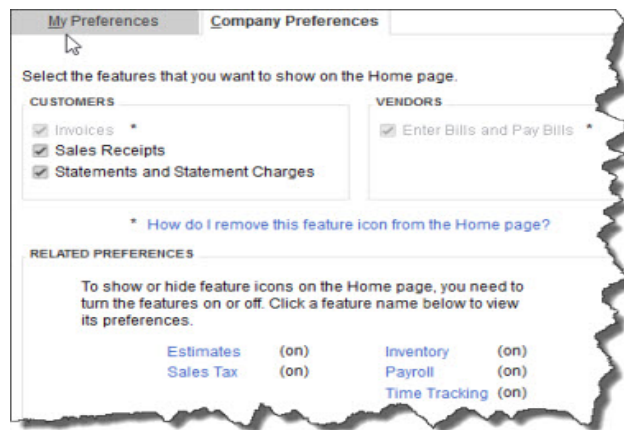 My Preferences
Company Preferences
Select the features that you want to show on the Home page.
CUSTOMERS
Invoices *
Sales Receipts
Statements and Statement Charges
VENDORS
Enter Bills and Pay Bills *
* How do I remove this feature icon from the Home page?
RELATED PREFERENCES
To show or hide feature icons on the Home page, you need to
turn the features on or off. Click a feature name below to view
its preferences.
Estimates (on)
Sales Tax (on)
Inventory (on)
Payroll (on)
Time Tracking (on)